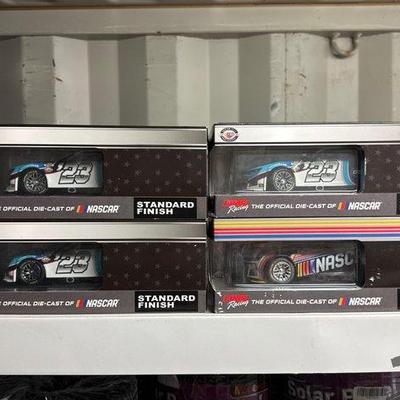 23
THE OFFICIAL DIE-CAST OF NASCAR
STANDARD
FINISH
23
Racing THE OFFICIAL DIE-CAST OF NASCAR
23
THE OFFICIAL DIE-CAST OF NASCAR
STANDARD
FINISH
NASC
Racing THE OFFICIAL DIE-CAST OF NASCAR
Solar